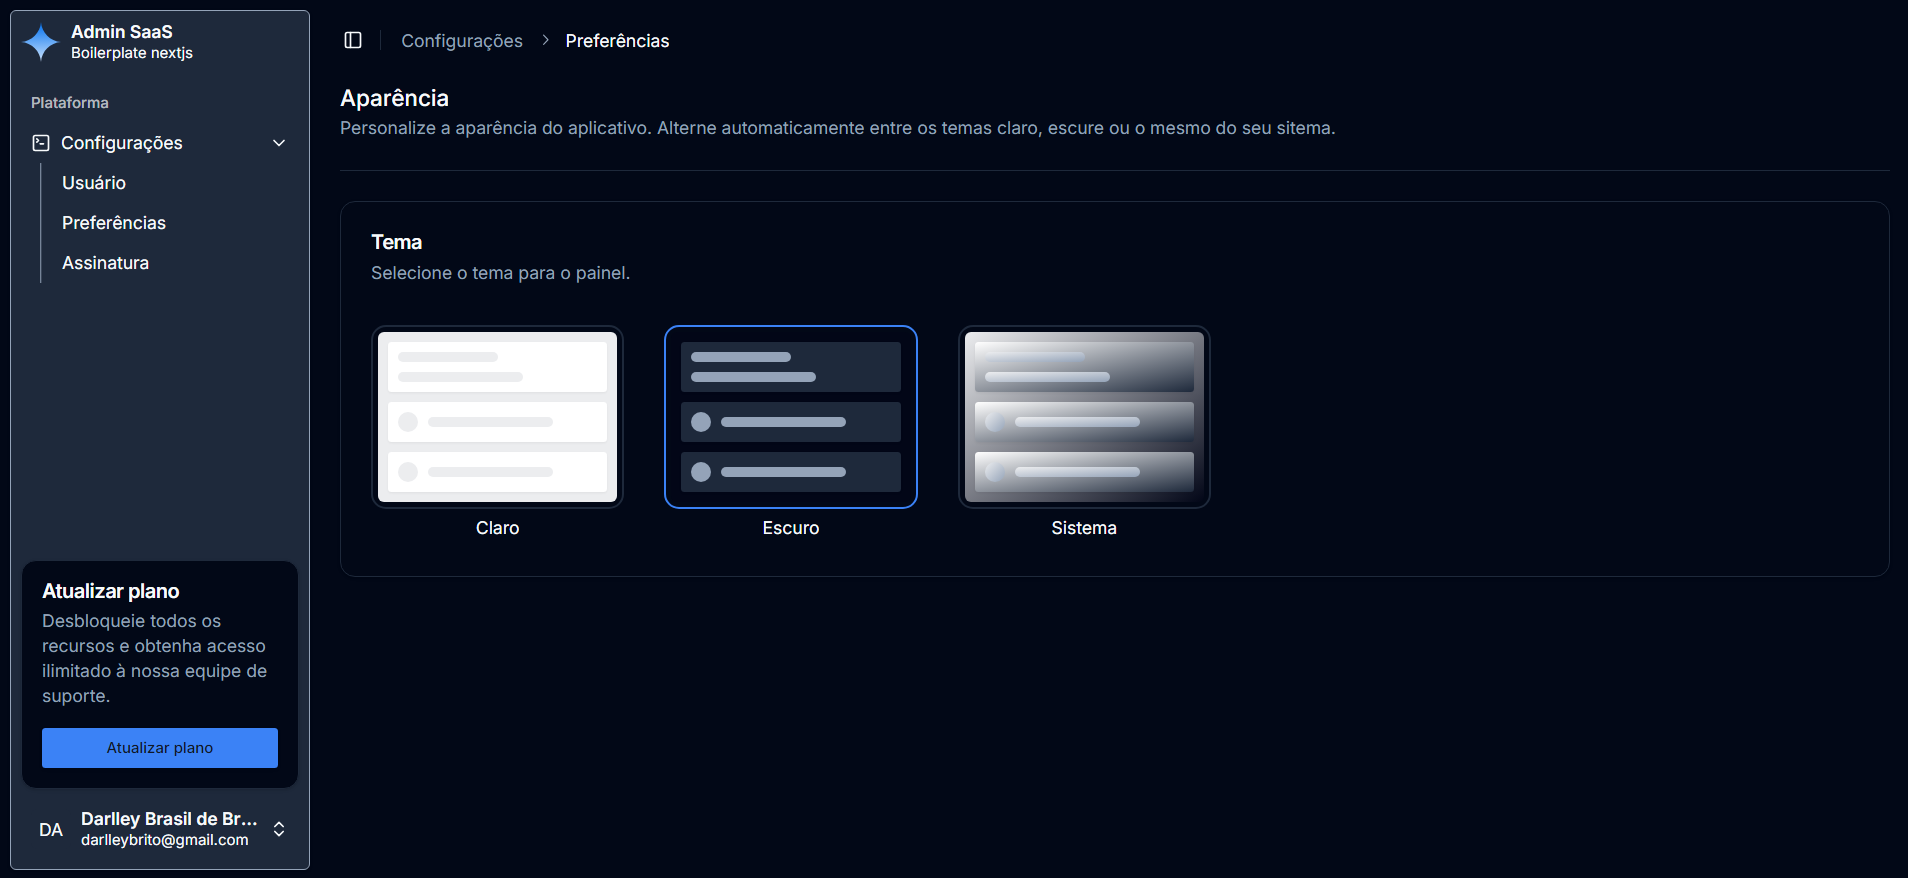 Admin SaaS
Boilerplate nextjs
Plataforma
Configurações
Usuário
Preferências
Assinatura
Atualizar plano
Desbloqueie todos os
recursos e obtenha acesso
ilimitado à nossa equipe de
suporte.
Atualizar plano
DA
Darlley Brasil de Br...
darlleybrito@gmail.com
Configurações > Preferências
Aparência
Personalize a aparência do aplicativo. Alterne automaticamente entre os temas claro, escure ou o mesmo do seu sitema.
Tema
Selecione o tema para o painel.
Claro
Escuro
Sistema